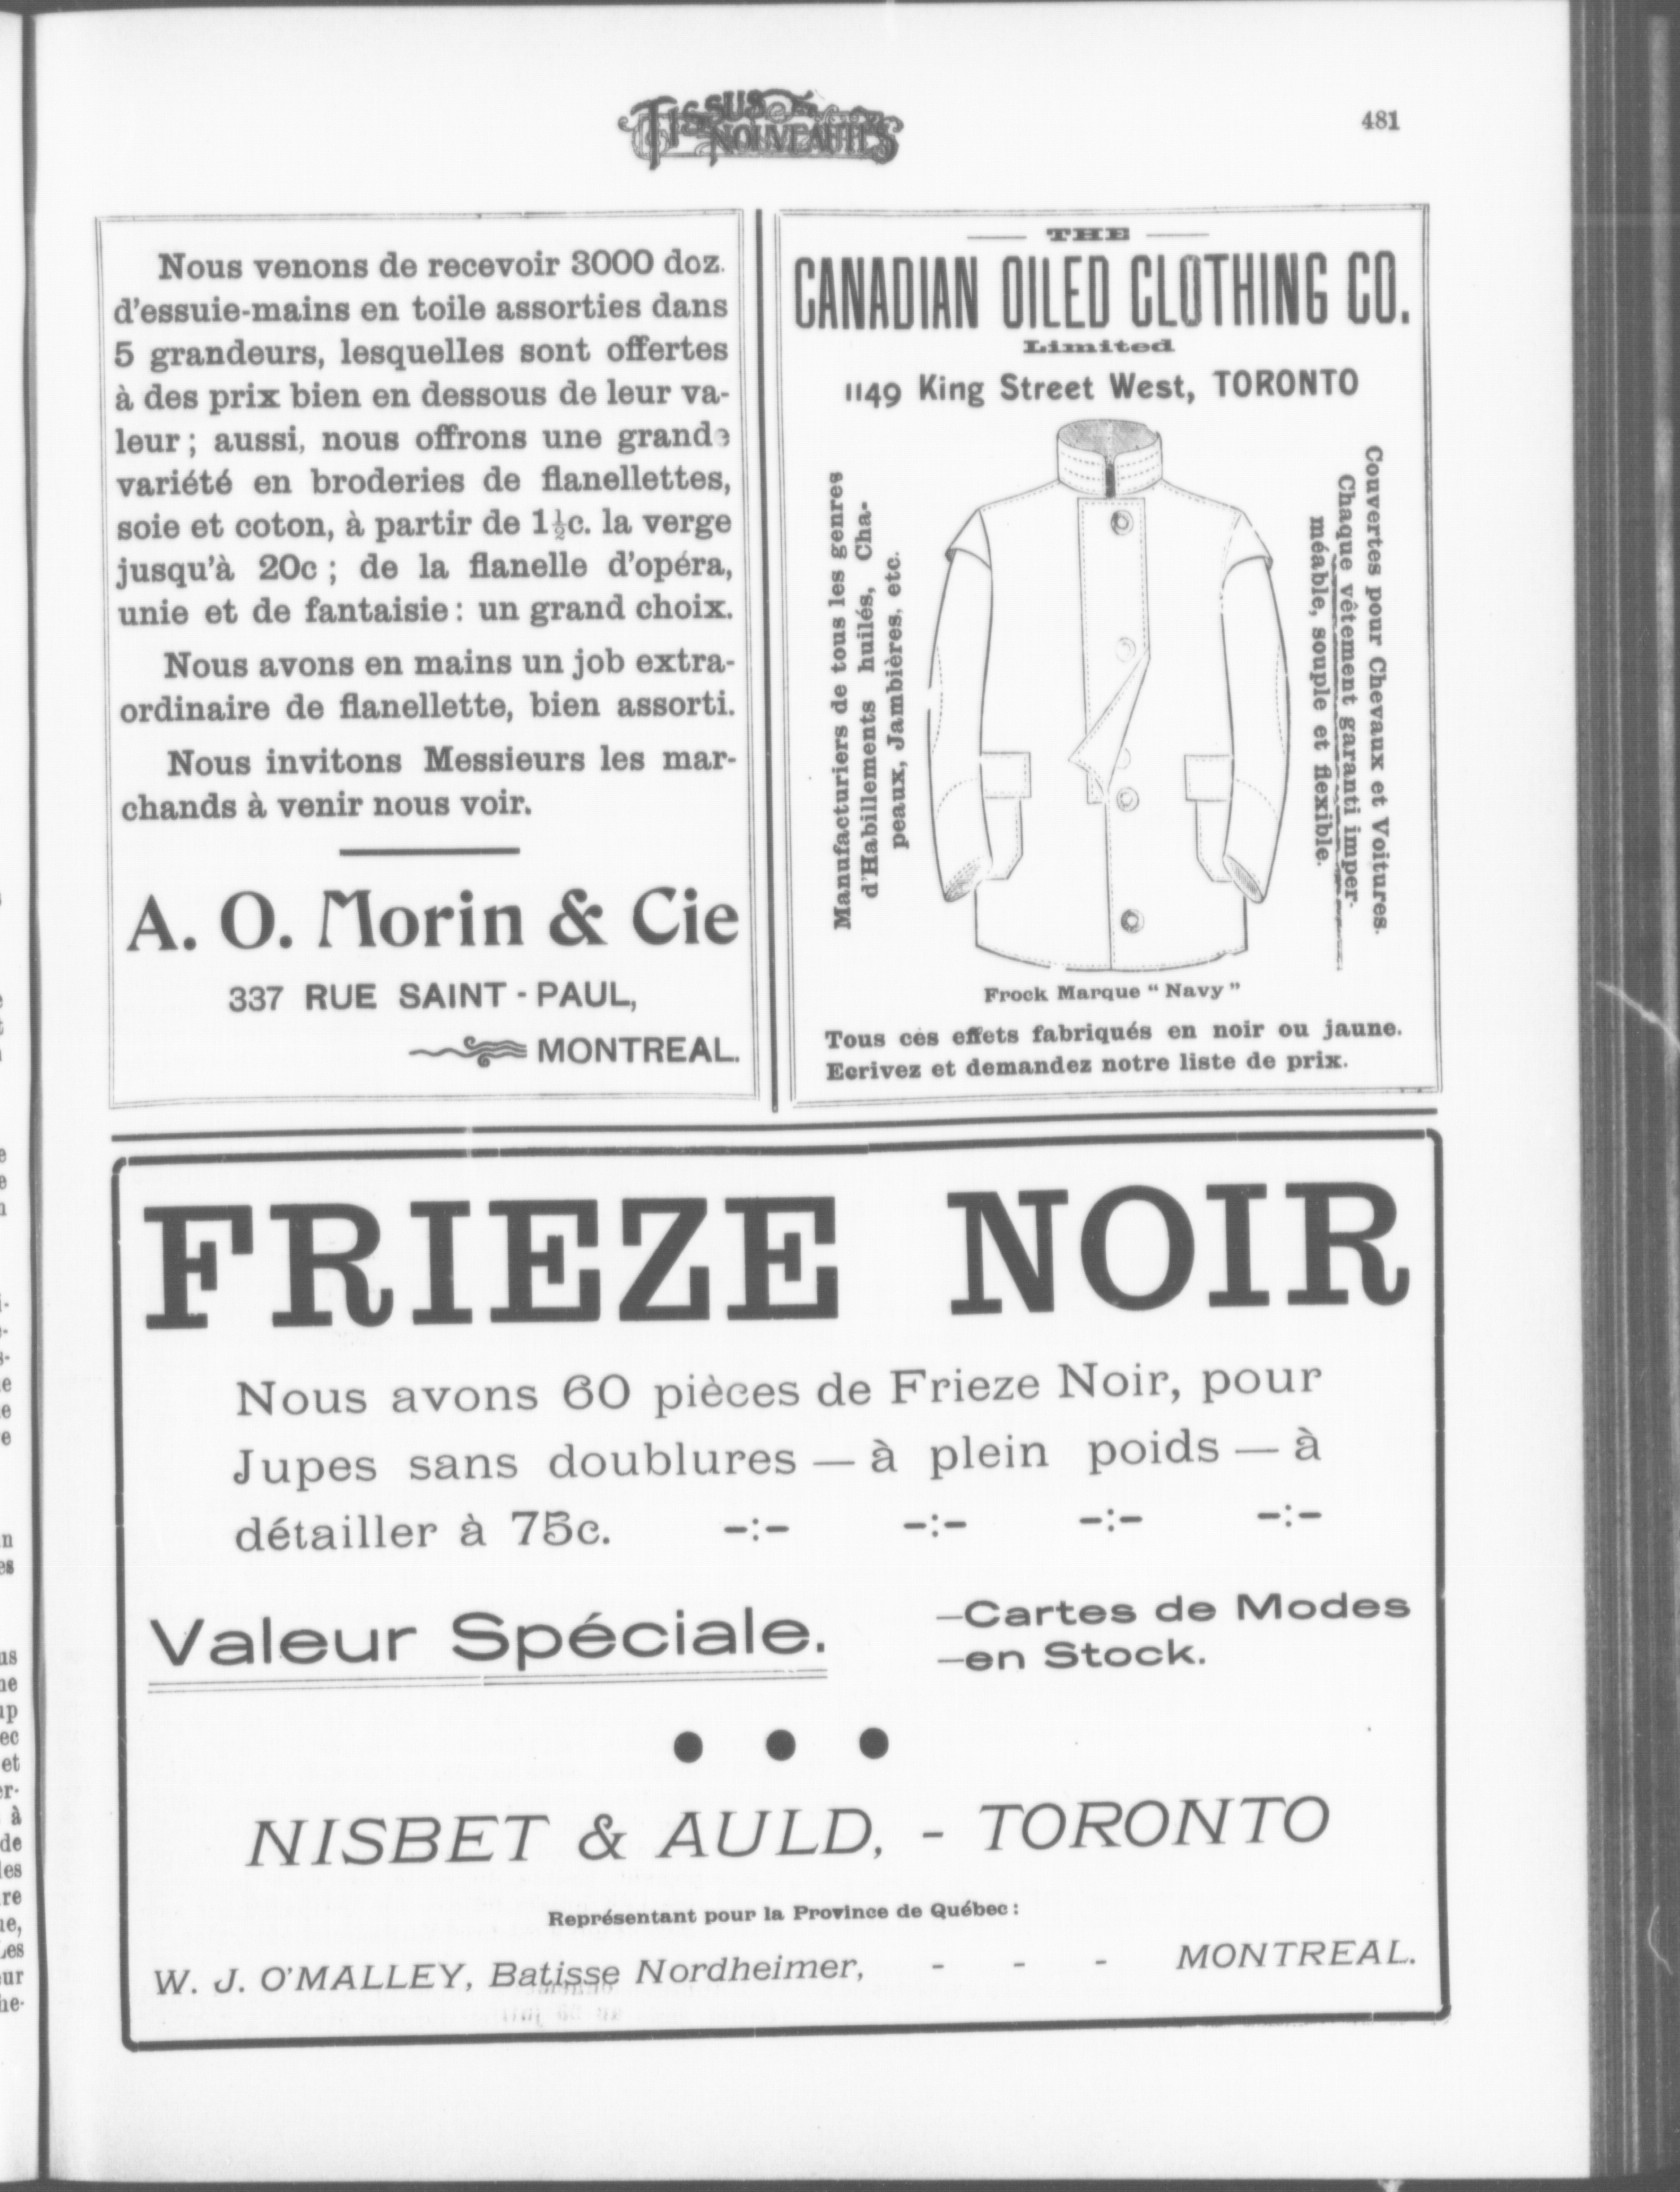 TISSUS
NOUVEAUTÉS
481
Nous venons de recevoir 3000 doz.
d'essuie-mains en toile assorties dans
5 grandeurs, lesquelles sont offertes
à des prix bien en dessous de leur va-
leur ; aussi, nous offrons une grande
variété en broderies de flanellettes,
soie et coton, à partir de 1½c. la verge
jusqu'à 20c ; de la flanelle d'opéra,
unie et de fantaisie : un grand choix.
Nous avons en mains un job extra-
ordinaire de flanellette, bien assorti.
Nous invitons Messieurs les mar-
chands à venir nous voir.
A. O. Morin & Cie
337 RUE SAINT-PAUL,
MONTREAL.
THE
CANADIAN OILED CLOTHING CO.
Limited
1149 King Street West, TORONTO
Manufacturiers de tous les genres
d'Habillements huilés, Cha-
peaux, Jambières, etc.
Couvertes pour Chevaux et Voitures.
Chaque vêtement garanti imper-
méable, souple et flexible.
Frock Marque "Navy"
Tous ces effets fabriqués en noir ou jaune.
Ecrivez et demandez notre liste de prix.
FRIEZE NOIR
Nous avons 60 pièces de Frieze Noir, pour
Jupes sans doublures — à plein poids — à
détailler à 75c. -:- -:- -:- -:-
Valeur Spéciale.
—Cartes de Modes
—en Stock.
NISBET & AULD, - TORONTO
Représentant pour la Province de Québec :
W. J. O'MALLEY, Batisse Nordheimer, - - - MONTREAL.